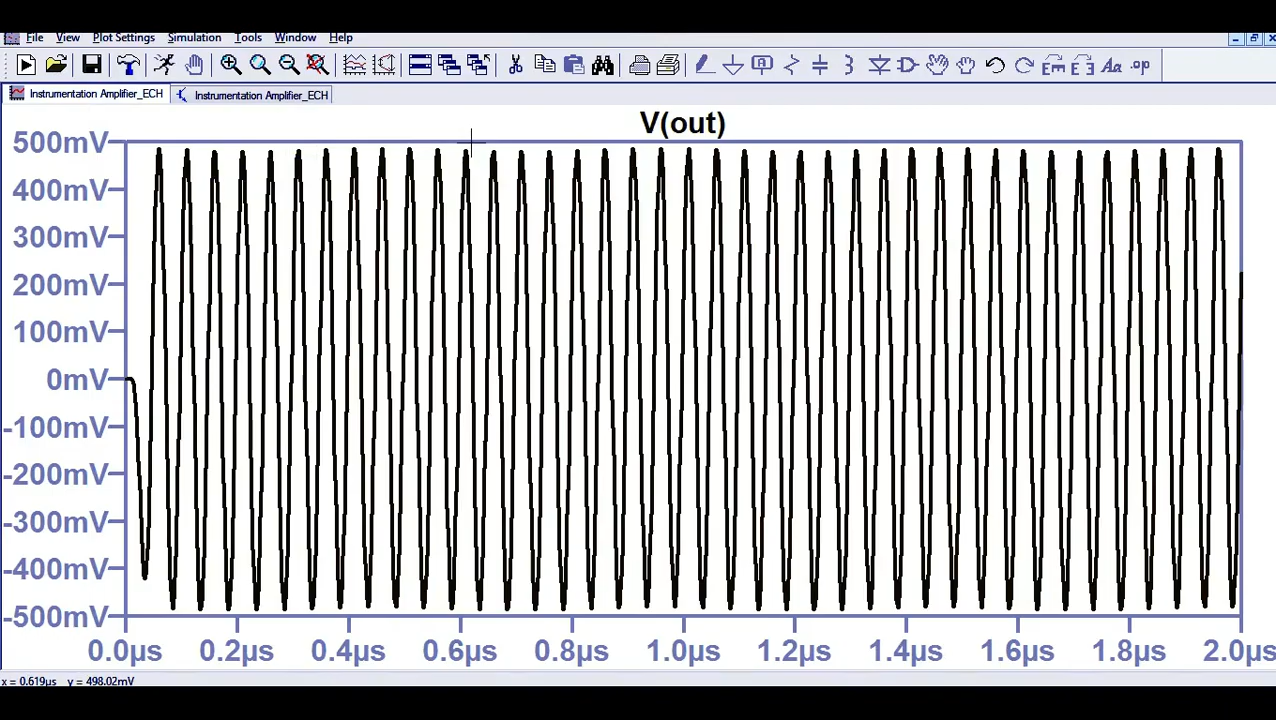 File View Plot Settings Simulation Tools Window Help
.op
Instrumentation Amplifier_ECH Instrumentation Amplifier_ECH
V(out)
500mV
400mV
300mV
200mV
100mV
0mV
-100mV
-200mV
-300mV
-400mV
-500mV
0.0µs 0.2µs 0.4µs 0.6µs 0.8µs 1.0µs 1.2µs 1.4µs 1.6µs 1.8µs 2.0µs
x = 0.619µs y = 498.02mV